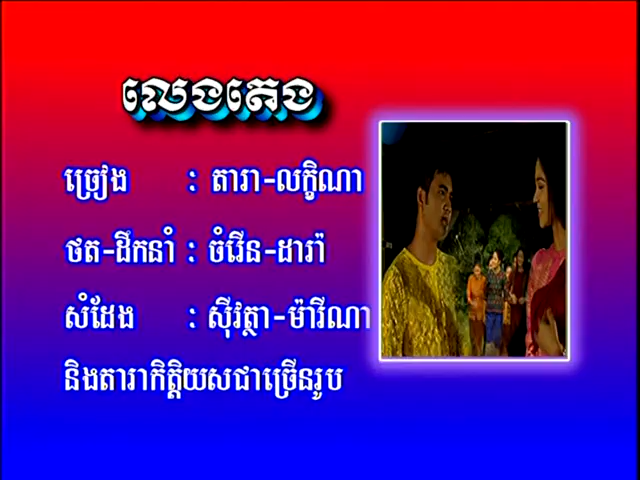 លេងតេង
ច្រៀង : តារា-លក្ខិណា
ថត-ដឹកនាំ : ចំរើន-ដារ៉ា
សំដែង : ស៊ីវត្ថា-ម៉ារីណា
និងតារាកិត្តិយសជាច្រើនរូប